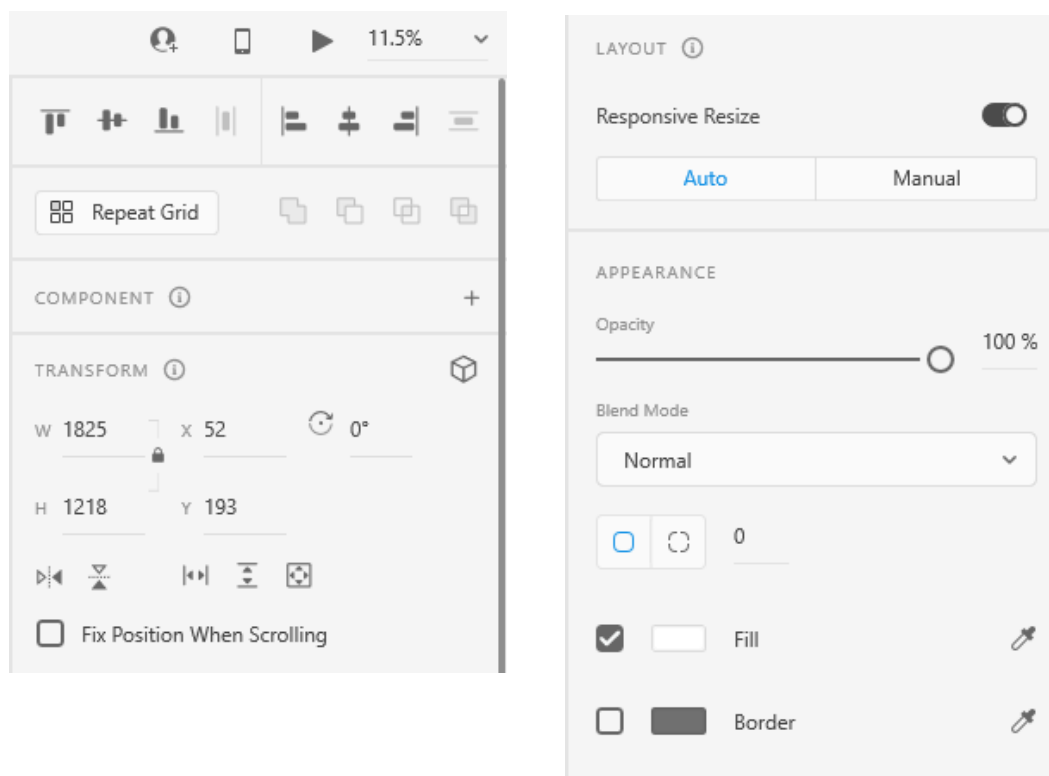 11.5%
Repeat Grid
COMPONENT
TRANSFORM
W 1825 X 52 0°
H 1218 Y 193
Fix Position When Scrolling
LAYOUT
Responsive Resize
Auto Manual
APPEARANCE
Opacity
100 %
Blend Mode
Normal
0
Fill
Border